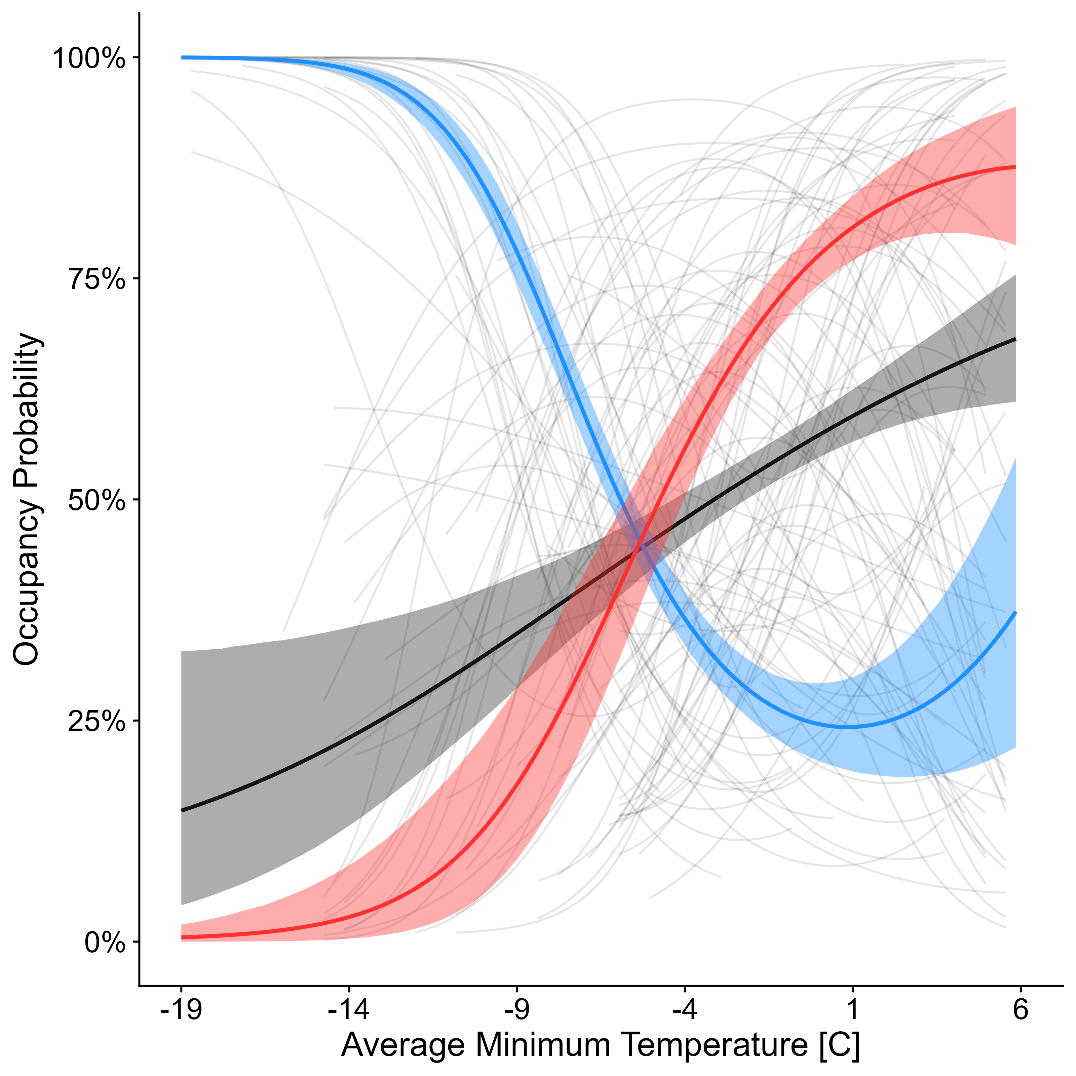 100%
75%
50%
25%
0%
Occupancy Probability
-19 -14 -9 -4 1 6
Average Minimum Temperature [C]